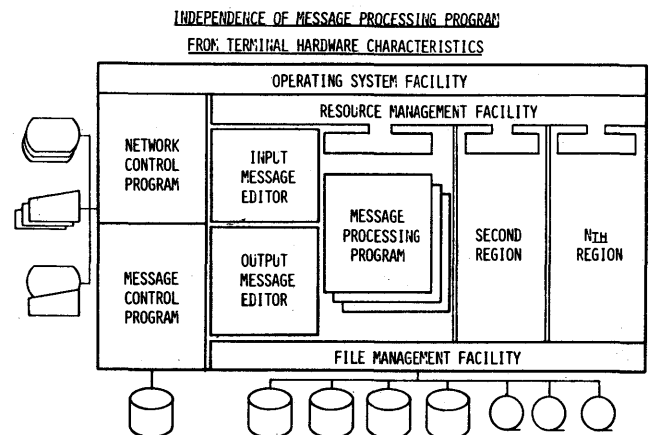 INDEPENDENCE OF MESSAGE PROCESSING PROGRAM
FROM TERMINAL HARDWARE CHARACTERISTICS
OPERATING SYSTEM FACILITY
RESOURCE MANAGEMENT FACILITY
NETWORK
CONTROL
PROGRAM
INPUT
MESSAGE
EDITOR
MESSAGE
PROCESSING
PROGRAM
SECOND
REGION
NTH
REGION
MESSAGE
CONTROL
PROGRAM
OUTPUT
MESSAGE
EDITOR
FILE MANAGEMENT FACILITY